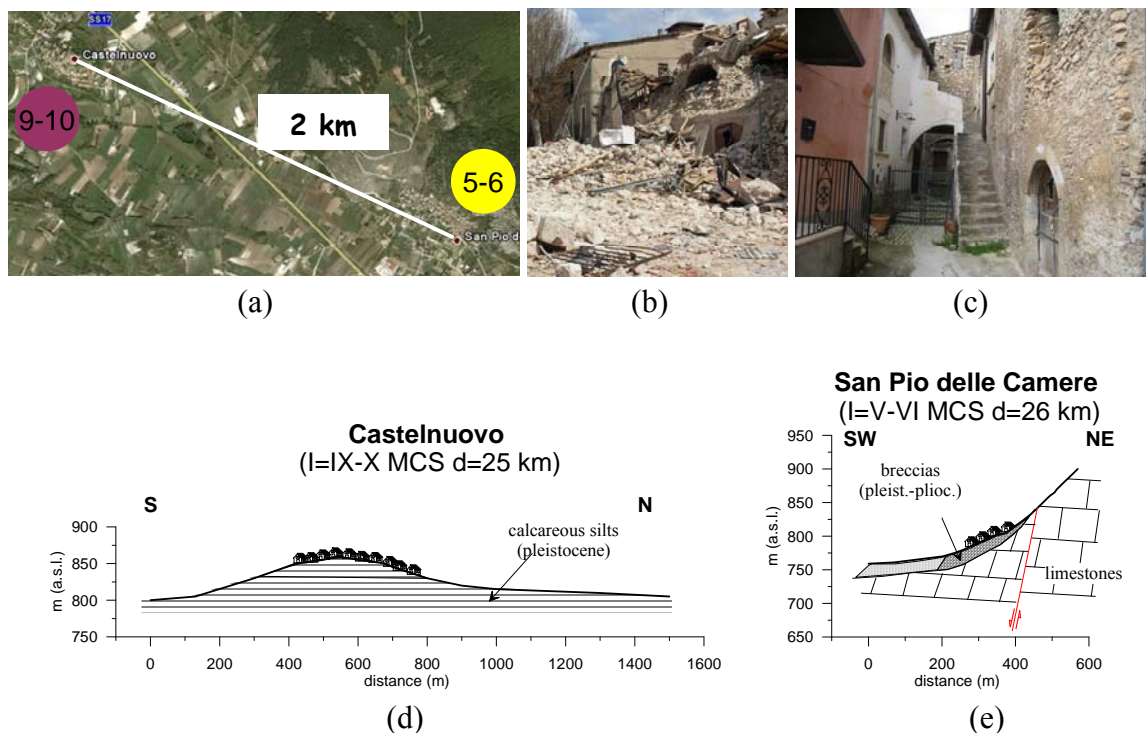 SS17
Castelnuovo
9-10
2 km
5-6
San Pio d
(a)
(b)
(c)
Castelnuovo
(I=IX-X MCS d=25 km)
S
N
calcareous silts
(pleistocene)
900
850
800
750
m (a.s.l.)
0
200
400
600
800
1000
1200
1400
1600
distance (m)
(d)
San Pio delle Camere
(I=V-VI MCS d=26 km)
SW
NE
breccias
(pleist.-plioc.)
limestones
950
900
850
800
750
700
650
m (a.s.l.)
0
200
400
600
distance (m)
(e)